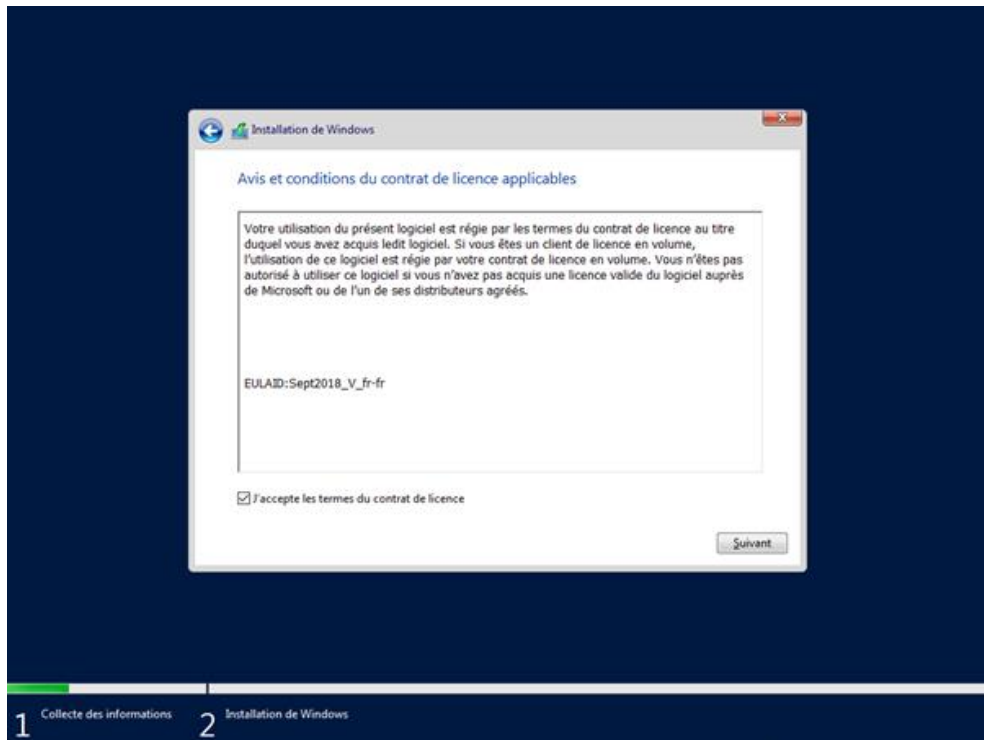 Installation de Windows
Avis et conditions du contrat de licence applicables
Votre utilisation du présent logiciel est régie par les termes du contrat de licence au titre
duquel vous avez acquis ledit logiciel. Si vous êtes un client de licence en volume,
l'utilisation de ce logiciel est régie par votre contrat de licence en volume. Vous n'êtes pas
autorisé à utiliser ce logiciel si vous n'avez pas acquis une licence valide du logiciel auprès
de Microsoft ou de l'un de ses distributeurs agréés.
EULAID:Sept2018_V_fr-fr
J'accepte les termes du contrat de licence
Suivant
1 Collecte des informations 2 Installation de Windows